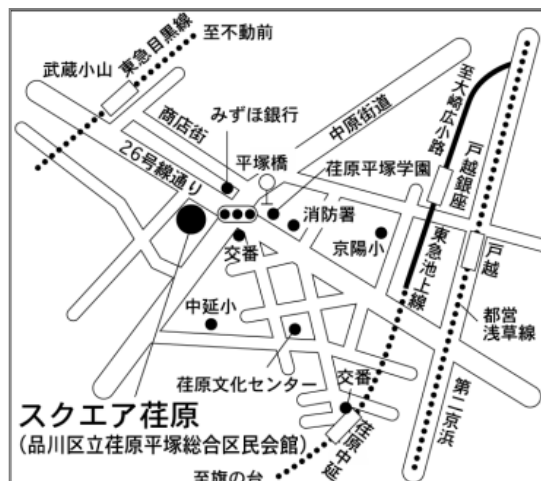 至不動前
東急目黒線
武蔵小山
商店街
みずほ銀行
中原街道
至大崎広小路
戸越銀座
26号線通り
平塚橋
荏原平塚学園
消防署
京陽小
交番
東急池上線
戸越
中延小
都営
浅草線
荏原文化センター
交番
第二京浜
スクエア荏原
(品川区立荏原平塚総合区民会館)
荏原中延
至旗の台